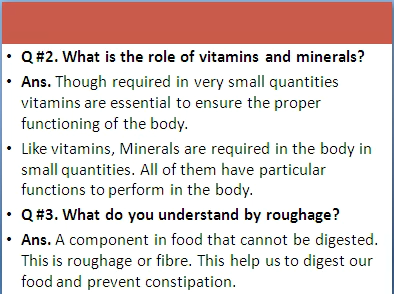 • Q #2. What is the role of vitamins and minerals?
• Ans. Though required in very small quantities
vitamins are essential to ensure the proper
functioning of the body.
• Like vitamins, Minerals are required in the body in
small quantities. All of them have particular
functions to perform in the body.
• Q #3. What do you understand by roughage?
• Ans. A component in food that cannot be digested.
This is roughage or fibre. This help us to digest our
food and prevent constipation.